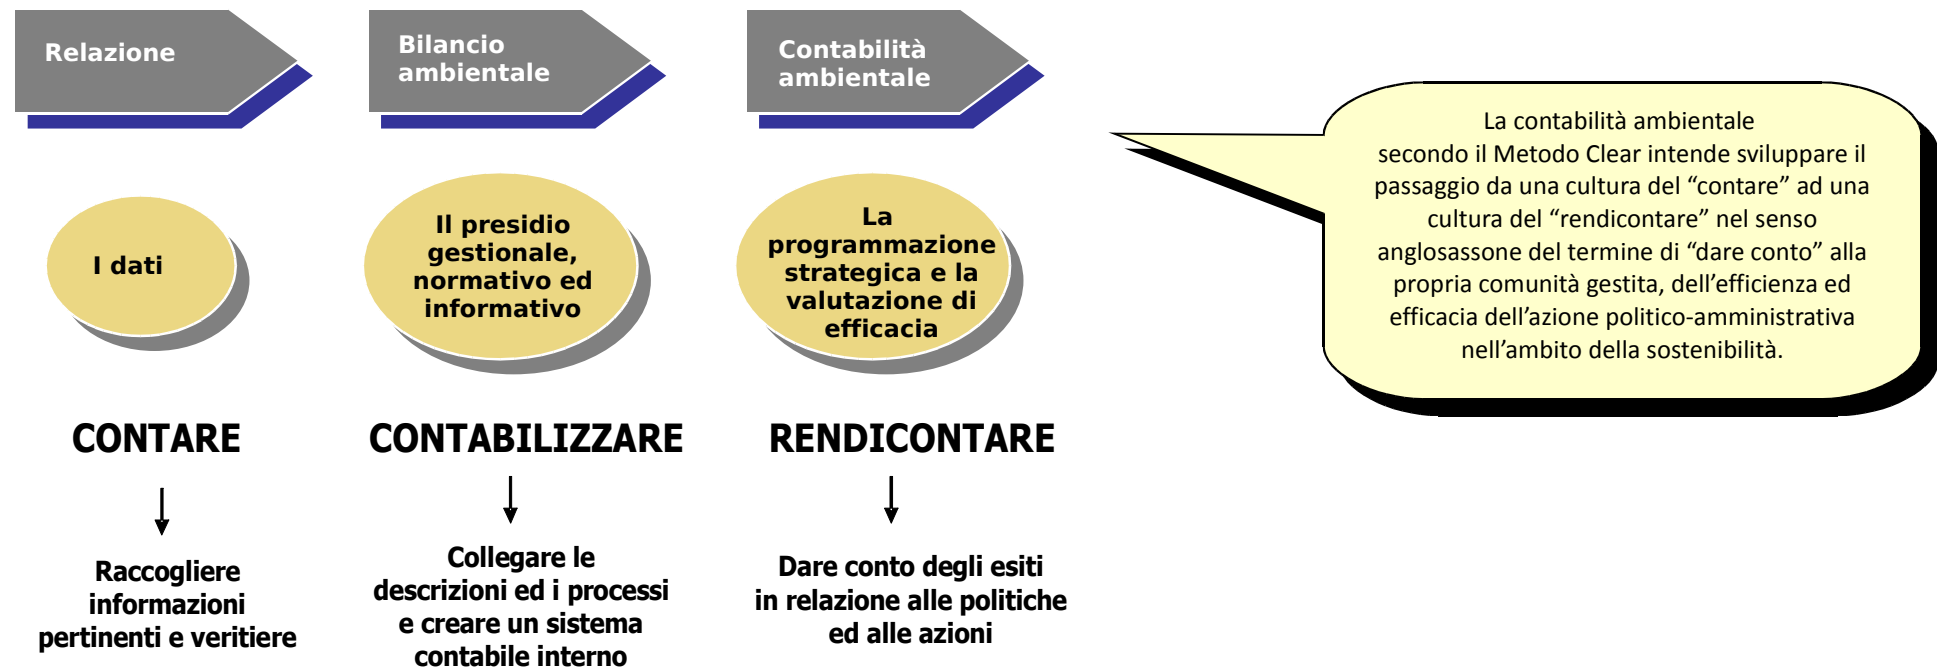 Relazione
Bilancio
ambientale
Contabilità
ambientale
I dati
Il presidio
gestionale,
normativo ed
informativo
La
programmazione
strategica e la
valutazione di
efficacia
CONTARE
CONTABILIZZARE
RENDICONTARE
Raccogliere
informazioni
pertinenti e veritiere
Collegare le
descrizioni ed i processi
e creare un sistema
contabile interno
Dare conto degli esiti
in relazione alle politiche
ed alle azioni
La contabilità ambientale
secondo il Metodo Clear intende sviluppare il
passaggio da una cultura del “contare” ad una
cultura del “rendicontare” nel senso
anglosassone del termine di “dare conto” alla
propria comunità gestita, dell’efficienza ed
efficacia dell’azione politico-amministrativa
nell’ambito della sostenibilità.